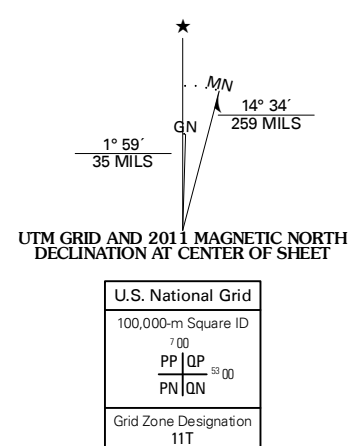 ★
MN
GN
14° 34´
259 MILS
1° 59´
35 MILS
UTM GRID AND 2011 MAGNETIC NORTH
DECLINATION AT CENTER OF SHEET
U.S. National Grid
100,000-m Square ID
7 00
PP QP
53 00
PN QN
Grid Zone Designation
11T